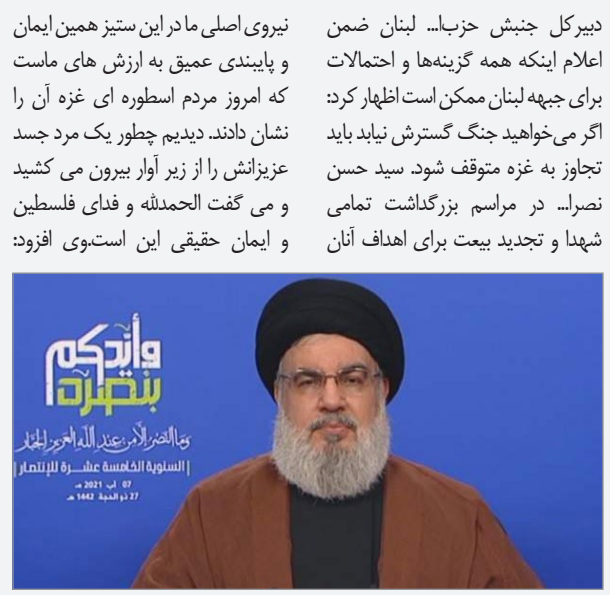 دبیرکل جنبش حزب‌ا... لبنان ضمن
اعلام اینکه همه گزینه‌ها و احتمالات
برای جبهه لبنان ممکن است اظهار کرد:
اگر می‌خواهید جنگ گسترش نیابد باید
تجاوز به غزه متوقف شود. سید حسن
نصرا... در مراسم بزرگداشت تمامی
شهدا و تجدید بیعت برای اهداف آنان
نیروی اصلی ما در این ستیز همین ایمان
و پایبندی عمیق به ارزش های ماست
که امروز مردم اسطوره ای غزه آن را
نشان دادند. دیدیم چطور یک مرد جسد
عزیزانش را از زیر آوار بیرون می کشید
و می گفت الحمدلله و فدای فلسطین
و ایمان حقیقی این است.وی افزود:
وأيدكم
بنصره
وما النصر إلا من عند الله العزيز الجبار
| السنوية الخامسة عشـرة للإنتصار |
07 آب 2021 مـ
27 ذو الحجة 1442 هـ